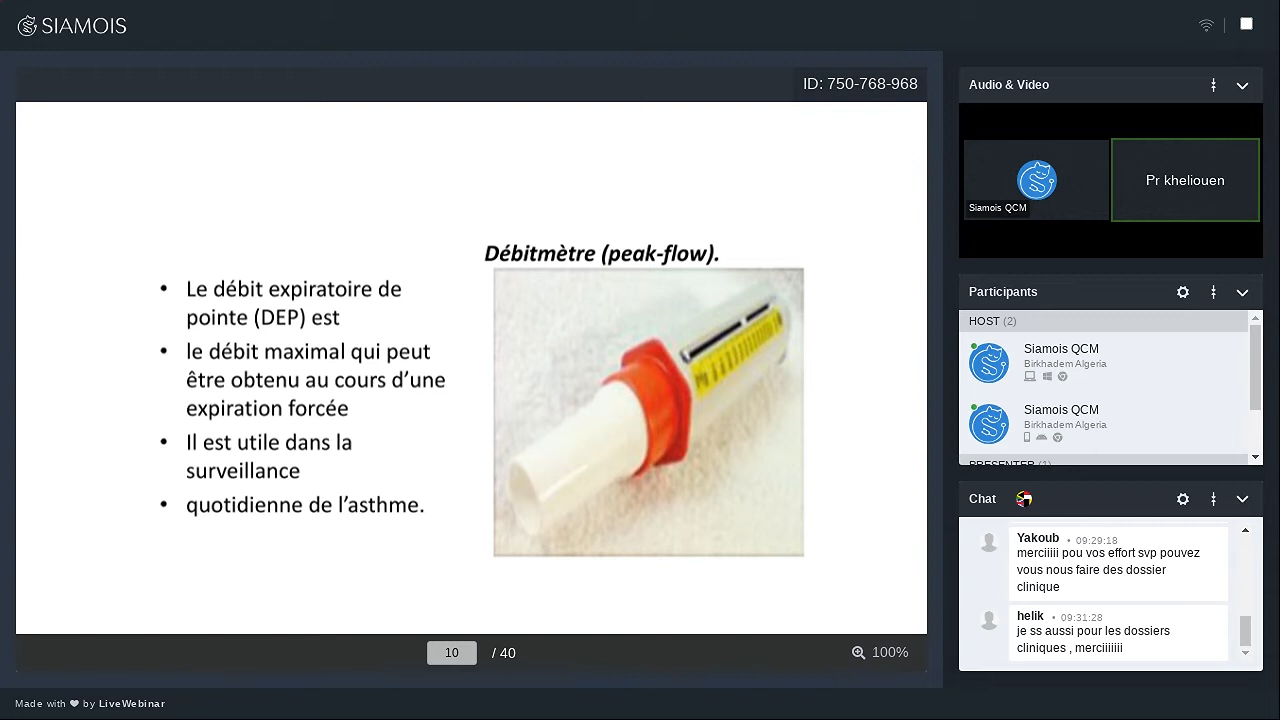 SIAMOIS
ID: 750-768-968
Débitmètre (peak-flow).
• Le débit expiratoire de
pointe (DEP) est
• le débit maximal qui peut
être obtenu au cours d’une
expiration forcée
• Il est utile dans la
surveillance
• quotidienne de l’asthme.
10 / 40
100%
Audio & Video
Siamois QCM
Pr kheliouen
Participants
HOST (2)
Siamois QCM
Birkhadem Algeria
Siamois QCM
Birkhadem Algeria
PRESENTER (1)
Chat
Yakoub • 09:29:18
merciiiii pou vos effort svp pouvez
vous nous faire des dossier
clinique
helik • 09:31:28
je ss aussi pour les dossiers
cliniques , merciiiiiii
Made with ❤ by LiveWebinar